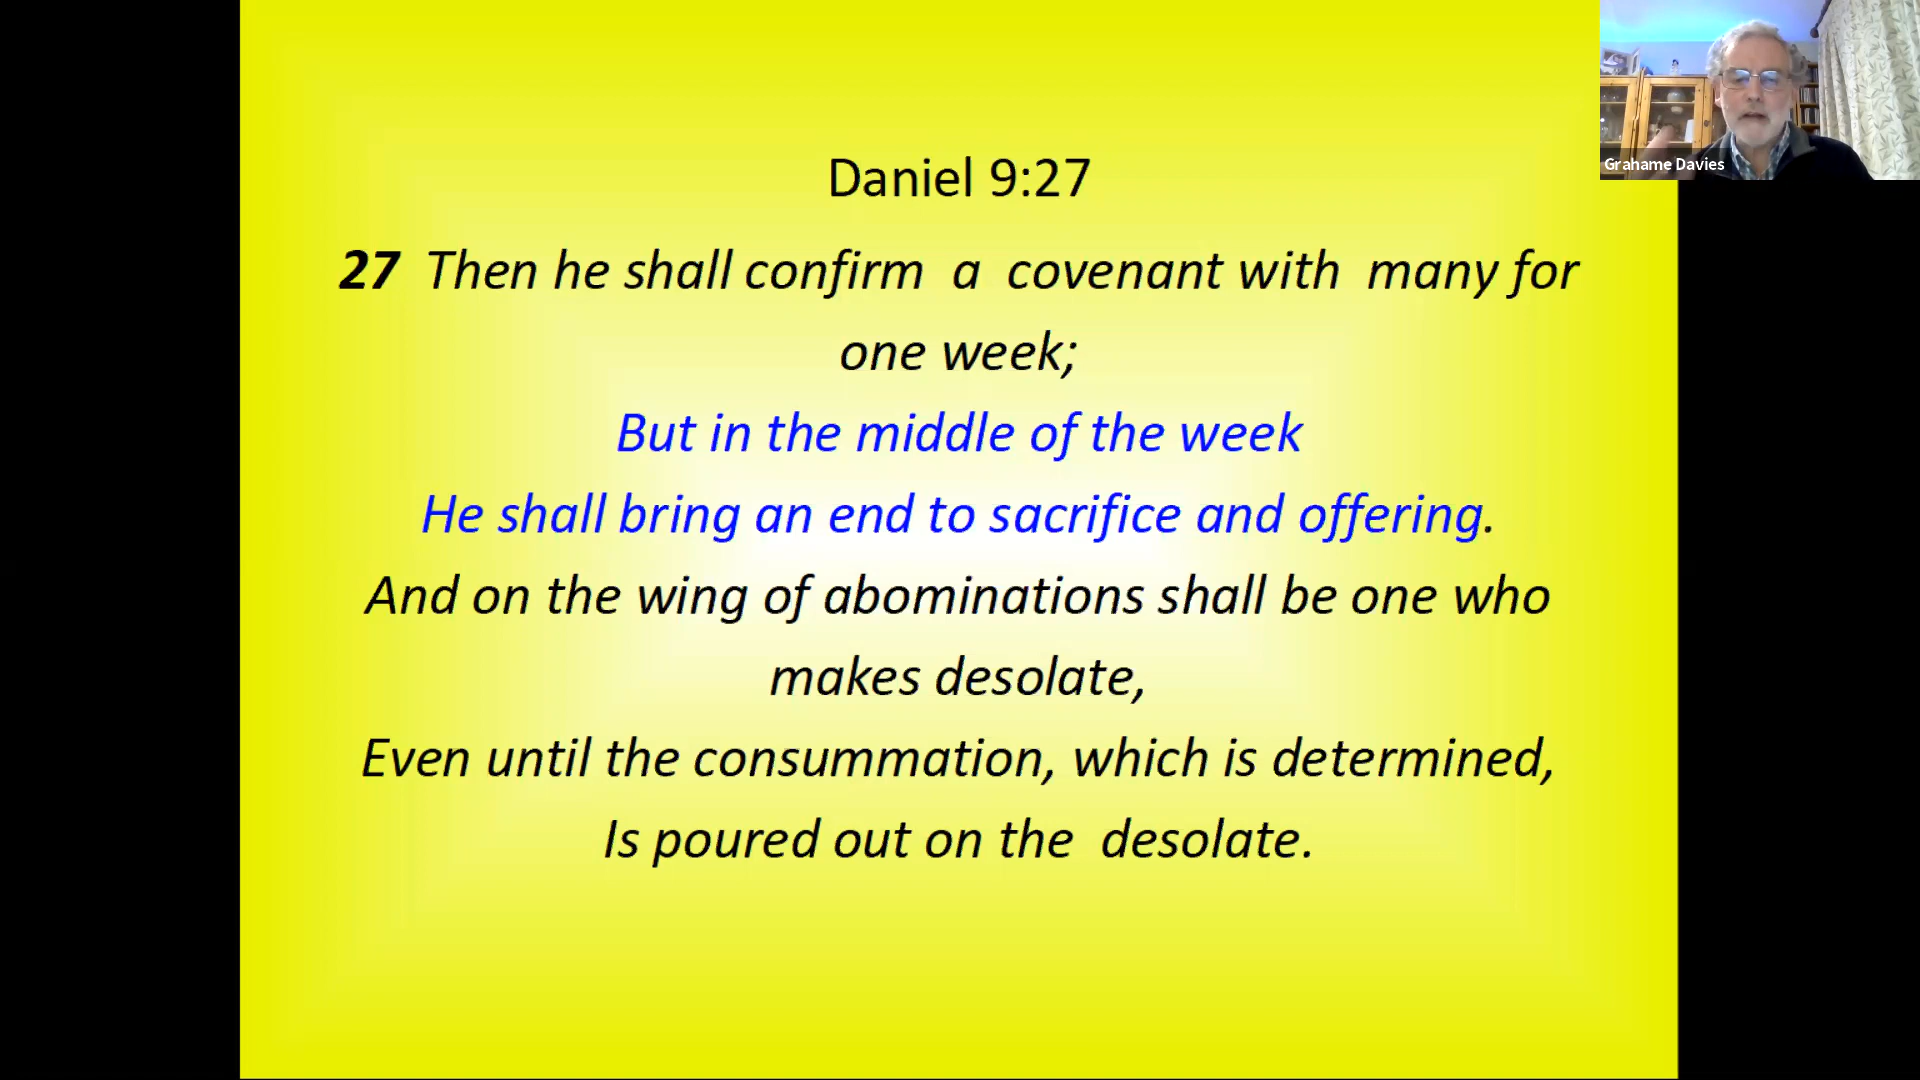 Daniel 9:27
27 Then he shall confirm a covenant with many for
one week;
But in the middle of the week
He shall bring an end to sacrifice and offering.
And on the wing of abominations shall be one who
makes desolate,
Even until the consummation, which is determined,
Is poured out on the desolate.
Grahame Davies